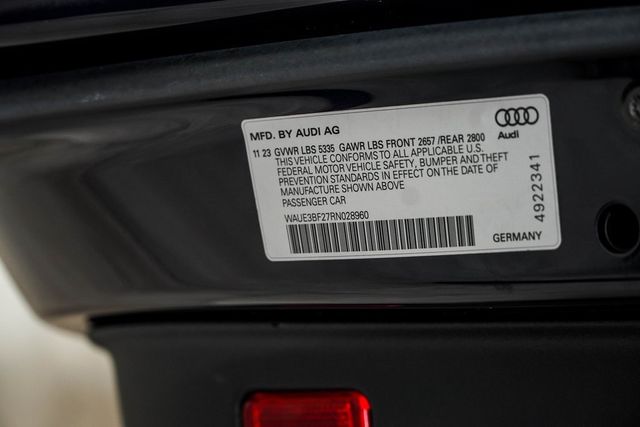 MFD. BY AUDI AG
Audi
11 23 GVWR LBS 5335 GAWR LBS FRONT 2657 /REAR 2800
THIS VEHICLE CONFORMS TO ALL APPLICABLE U.S.
FEDERAL MOTOR VEHICLE SAFETY, BUMPER AND THEFT
PREVENTION STANDARDS IN EFFECT ON THE DATE OF
MANUFACTURE SHOWN ABOVE
PASSENGER CAR
WAUE3BF27RN028960
4922341
GERMANY